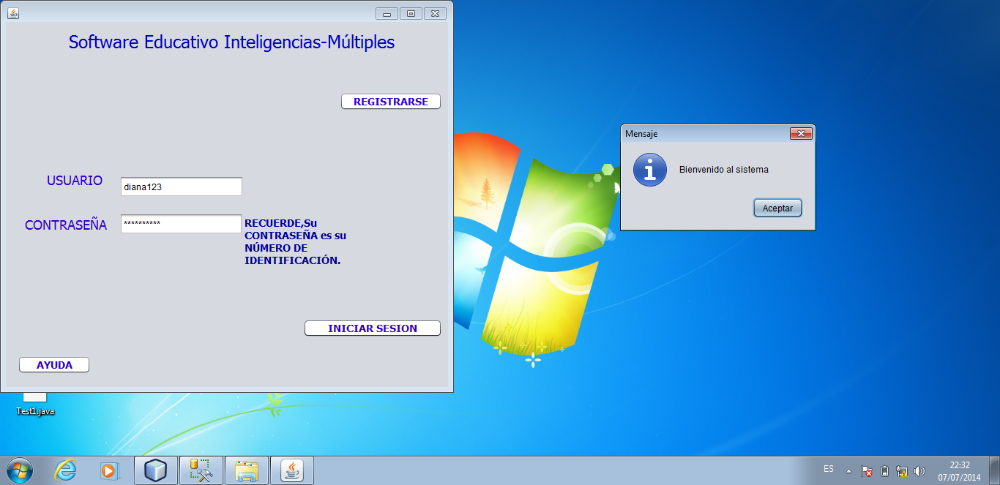 Software Educativo Inteligencias-Múltiples
REGISTRARSE
USUARIO
diana123
CONTRASEÑA
**********
RECUERDE,Su
CONTRASEÑA es su
NÚMERO DE
IDENTIFICACIÓN.
INICIAR SESION
AYUDA
Mensaje
Bienvenido al sistema
Aceptar
Test1.java
ES
22:32
07/07/2014